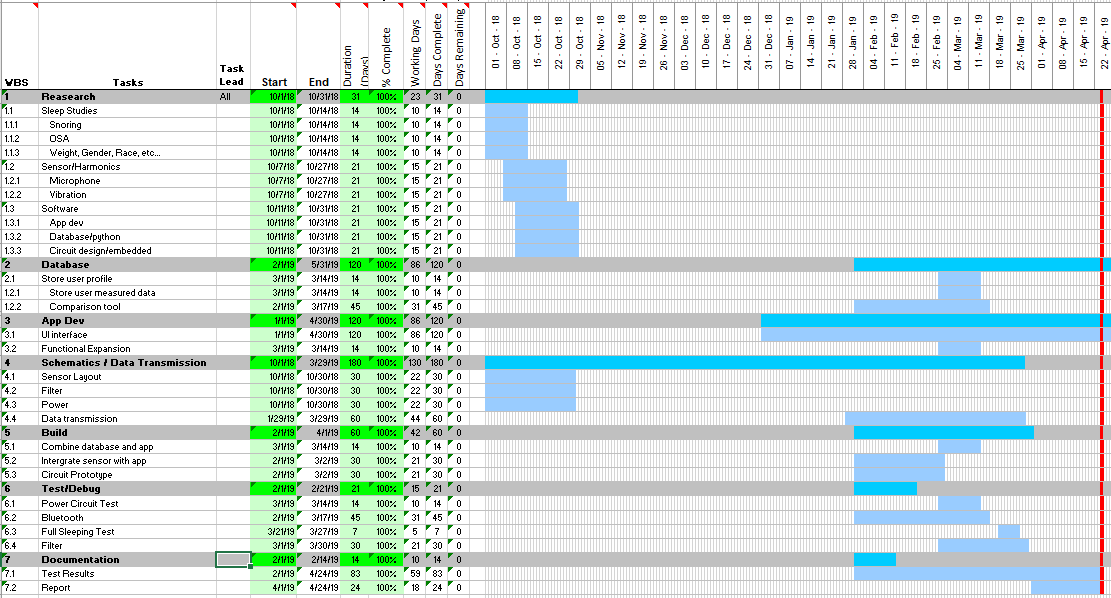 WBS Tasks Task Lead Start End Duration (Days) % Complete Working Days Days Complete Days Remaining 01 - Oct - 18 08 - Oct - 18 15 - Oct - 18 22 - Oct - 18 29 - Oct - 18 05 - Nov - 18 12 - Nov - 18 19 - Nov - 18 26 - Nov - 18 03 - Dec - 18 10 - Dec - 18 17 - Dec - 18 24 - Dec - 18 31 - Dec - 18 07 - Jan - 19 14 - Jan - 19 21 - Jan - 19 28 - Jan - 19 04 - Feb - 19 11 - Feb - 19 18 - Feb - 19 25 - Feb - 19 04 - Mar - 19 11 - Mar - 19 18 - Mar - 19 25 - Mar - 19 01 - Apr - 19 08 - Apr - 19 15 - Apr - 19 22 - Apr - 19
1 Reasearch All 10/1/18 10/31/18 31 100% 23 31 0
1.1 Sleep Studies 10/1/18 10/14/18 14 100% 10 14 0
1.1.1 Snoring 10/1/18 10/14/18 14 100% 10 14 0
1.1.2 OSA 10/1/18 10/14/18 14 100% 10 14 0
1.1.3 Weight, Gender, Race, etc... 10/1/18 10/14/18 14 100% 10 14 0
1.2 Sensor/Harmonics 10/7/18 10/27/18 21 100% 15 21 0
1.2.1 Microphone 10/7/18 10/27/18 21 100% 15 21 0
1.2.2 Vibration 10/7/18 10/27/18 21 100% 15 21 0
1.3 Software 10/11/18 10/31/18 21 100% 15 21 0
1.3.1 App dev 10/11/18 10/31/18 21 100% 15 21 0
1.3.2 Database/python 10/11/18 10/31/18 21 100% 15 21 0
1.3.3 Circuit design/embedded 10/11/18 10/31/18 21 100% 15 21 0
2 Database 2/1/19 5/31/19 120 100% 86 120 0
2.1 Store user profile 3/1/19 3/14/19 14 100% 10 14 0
1.2.1 Store user measured data 3/1/19 3/14/19 14 100% 10 14 0
1.2.2 Comparison tool 2/1/19 3/17/19 45 100% 31 45 0
3 App Dev 1/1/19 4/30/19 120 100% 86 120 0
3.1 UI interface 1/1/19 4/30/19 120 100% 86 120 0
3.2 Functional Expansion 3/1/19 3/14/19 14 100% 10 14 0
4 Schematics / Data Transmission 10/1/18 3/29/19 180 100% 130 180 0
4.1 Sensor Layout 10/1/18 10/30/18 30 100% 22 30 0
4.2 Filter 10/1/18 10/30/18 30 100% 22 30 0
4.3 Power 10/1/18 10/30/18 30 100% 22 30 0
4.4 Data transmission 1/29/19 3/29/19 60 100% 44 60 0
5 Build 2/1/19 4/1/19 60 100% 42 60 0
5.1 Combine database and app 3/1/19 3/14/19 14 100% 10 14 0
5.2 Intergrate sensor with app 2/1/19 3/2/19 30 100% 21 30 0
5.3 Circuit Prototype 2/1/19 3/2/19 30 100% 21 30 0
6 Test/Debug 2/1/19 2/21/19 21 100% 15 21 0
6.1 Power Circuit Test 3/1/19 3/14/19 14 100% 10 14 0
6.2 Bluetooth 2/1/19 3/17/19 45 100% 31 45 0
6.3 Full Sleeping Test 3/21/19 3/27/19 7 100% 5 7 0
6.4 Filter 3/1/19 3/30/19 30 100% 21 30 0
7 Documentation 2/1/19 2/14/19 14 100% 10 14 0
7.1 Test Results 2/1/19 4/24/19 83 100% 59 83 0
7.2 Report 4/1/19 4/24/19 24 100% 18 24 0